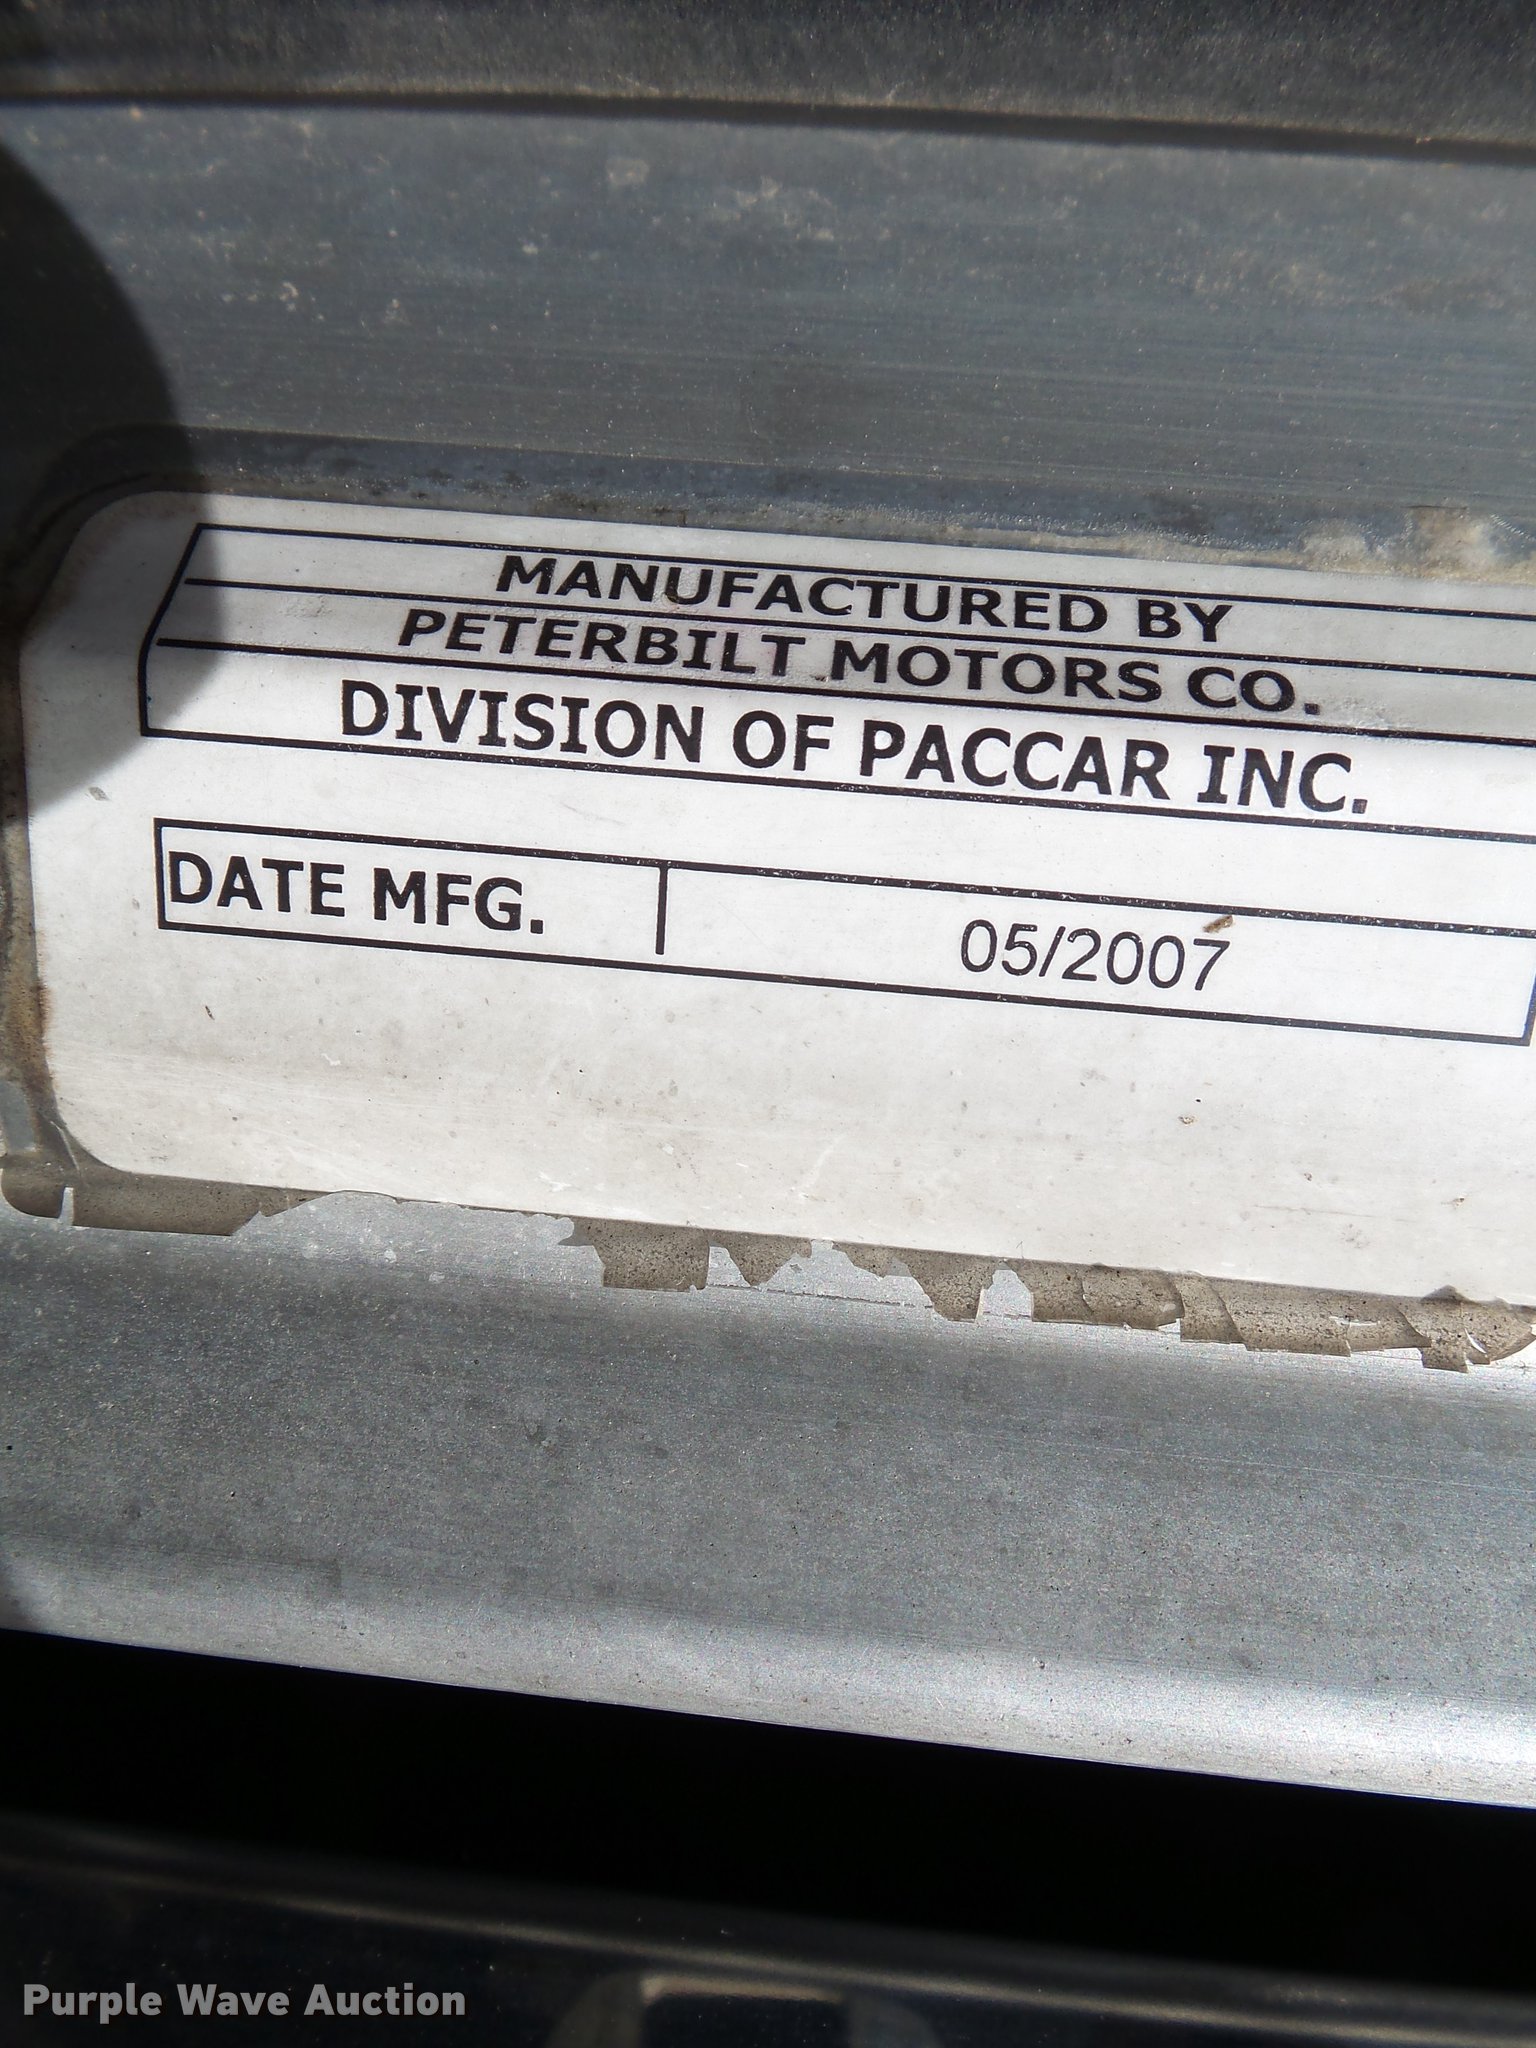 MANUFACTURED BY
PETERBILT MOTORS CO.
DIVISION OF PACCAR INC.
DATE MFG. 05/2007
Purple Wave Auction